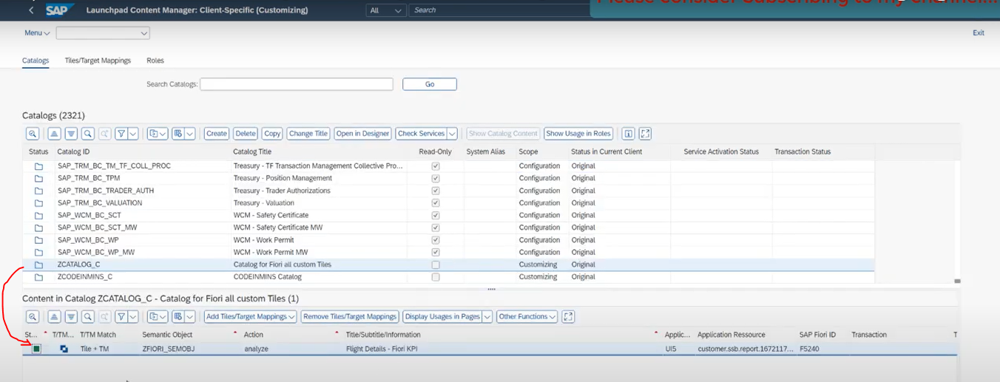 SAP Launchpad Content Manager: Client-Specific (Customizing) All Search Please consider subscribing to my channel...
Menu Exit
Catalogs Tiles/Target Mappings Roles
Search Catalogs: Go
Catalogs (2321)
Create Delete Copy Change Title Open in Designer Check Services Show Catalog Content Show Usage in Roles
Status Catalog ID Catalog Title Read-Only System Alias Scope Status in Current Client Service Activation Status Transaction Status
SAP_TRM_BC_TM_TF_COLL_PROC Treasury - TF Transaction Management Collective Pro... Configuration Original
SAP_TRM_BC_TPM Treasury - Position Management Configuration Original
SAP_TRM_BC_TRADER_AUTH Treasury - Trader Authorizations Configuration Original
SAP_TRM_BC_VALUATION Treasury - Valuation Configuration Original
SAP_WCM_BC_SCT WCM - Safety Certificate Configuration Original
SAP_WCM_BC_SCT_MW WCM - Safety Certificate MW Configuration Original
SAP_WCM_BC_WP WCM - Work Permit Configuration Original
SAP_WCM_BC_WP_MW WCM - Work Permit MW Configuration Original
ZCATALOG_C Catalog for Fiori all custom Tiles Customizing Original
ZCODEINMINS_C CODEINMINS Catalog Customizing Original
Content in Catalog ZCATALOG_C - Catalog for Fiori all custom Tiles (1)
Add Tiles/Target Mappings Remove Tiles/Target Mappings Display Usages in Pages Other Functions
St... T/TM... T/TM Match Semantic Object Action Title/Subtitle/Information Applic... Application Ressource SAP Fiori ID Transaction T
Tile + TM ZFIORI_SEMOBJ analyze Flight Details - Fiori KPI UI5 customer.ssb.report.1672117... F5240